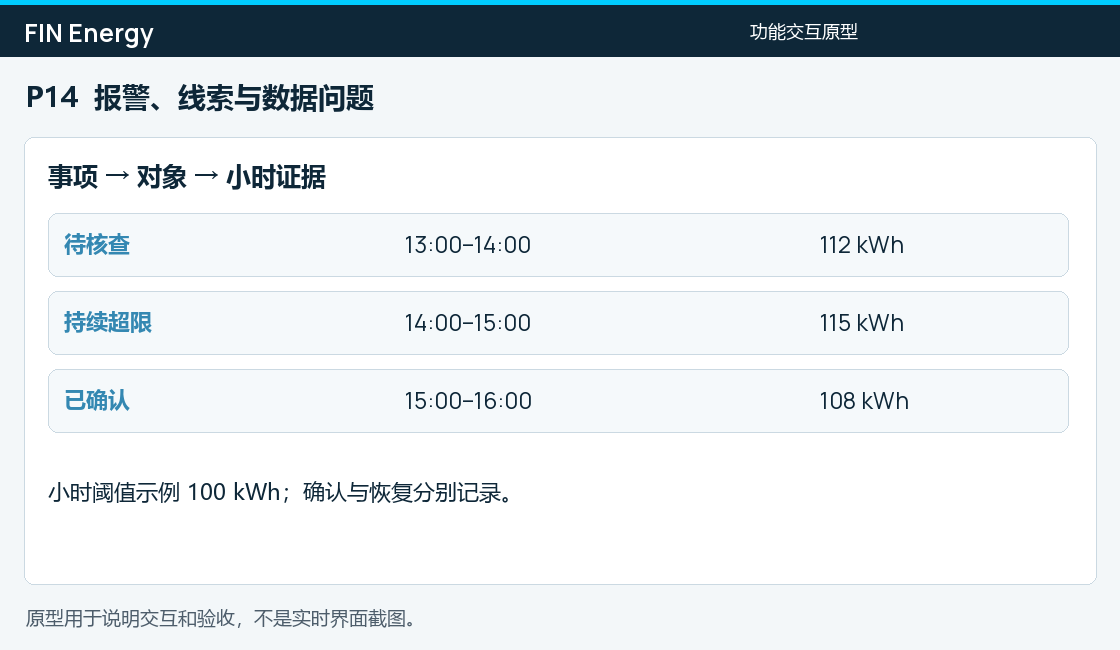 FIN Energy 功能交互原型
P14 报警、线索与数据问题
事项 → 对象 → 小时证据
待核查 13:00–14:00 112 kWh
持续超限 14:00–15:00 115 kWh
已确认 15:00–16:00 108 kWh
小时阈值示例 100 kWh；确认与恢复分别记录。
原型用于说明交互和验收，不是实时界面截图。